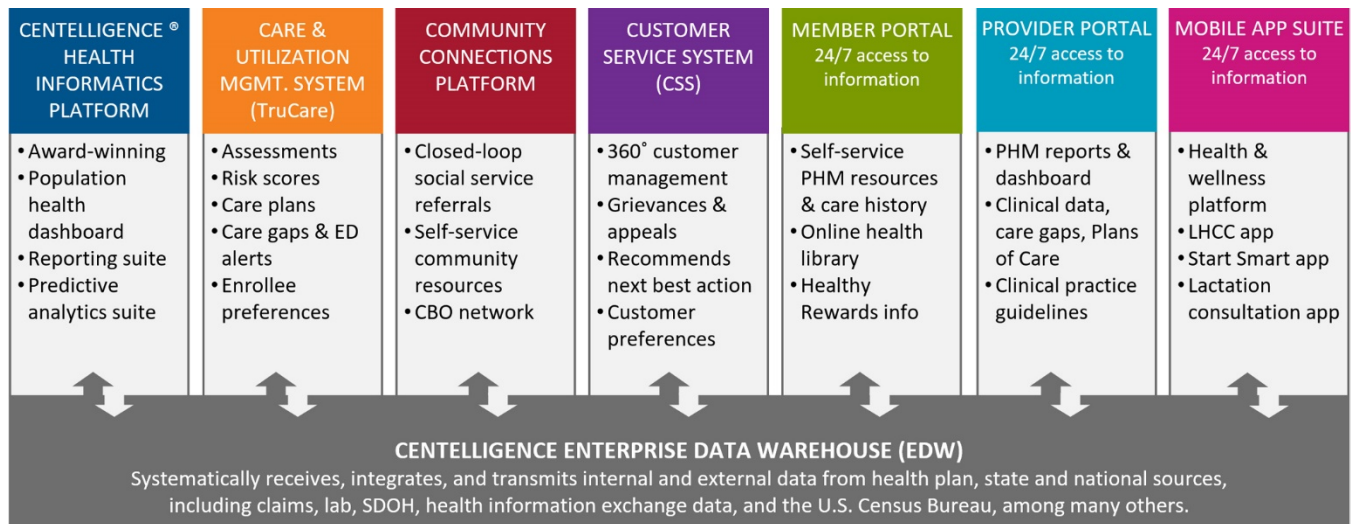 CENTELLIGENCE ®
HEALTH
INFORMATICS
PLATFORM
• Award-winning
• Population
health
dashboard
• Reporting suite
• Predictive
analytics suite
CARE &
UTILIZATION
MGMT. SYSTEM
(TruCare)
• Assessments
• Risk scores
• Care plans
• Care gaps & ED
alerts
• Enrollee
preferences
COMMUNITY
CONNECTIONS
PLATFORM
• Closed-loop
social service
referrals
• Self-service
community
resources
• CBO network
CUSTOMER
SERVICE SYSTEM
(CSS)
• 360˚ customer
management
• Grievances &
appeals
• Recommends
next best action
• Customer
preferences
MEMBER PORTAL
24/7 access to
information
• Self-service
PHM resources
& care history
• Online health
library
• Healthy
Rewards info
PROVIDER PORTAL
24/7 access to
information
• PHM reports &
dashboard
• Clinical data,
care gaps, Plans
of Care
• Clinical practice
guidelines
MOBILE APP SUITE
24/7 access to
information
• Health &
wellness
platform
• LHCC app
• Start Smart app
• Lactation
consultation app
CENTELLIGENCE ENTERPRISE DATA WAREHOUSE (EDW)
Systematically receives, integrates, and transmits internal and external data from health plan, state and national sources,
including claims, lab, SDOH, health information exchange data, and the U.S. Census Bureau, among many others.